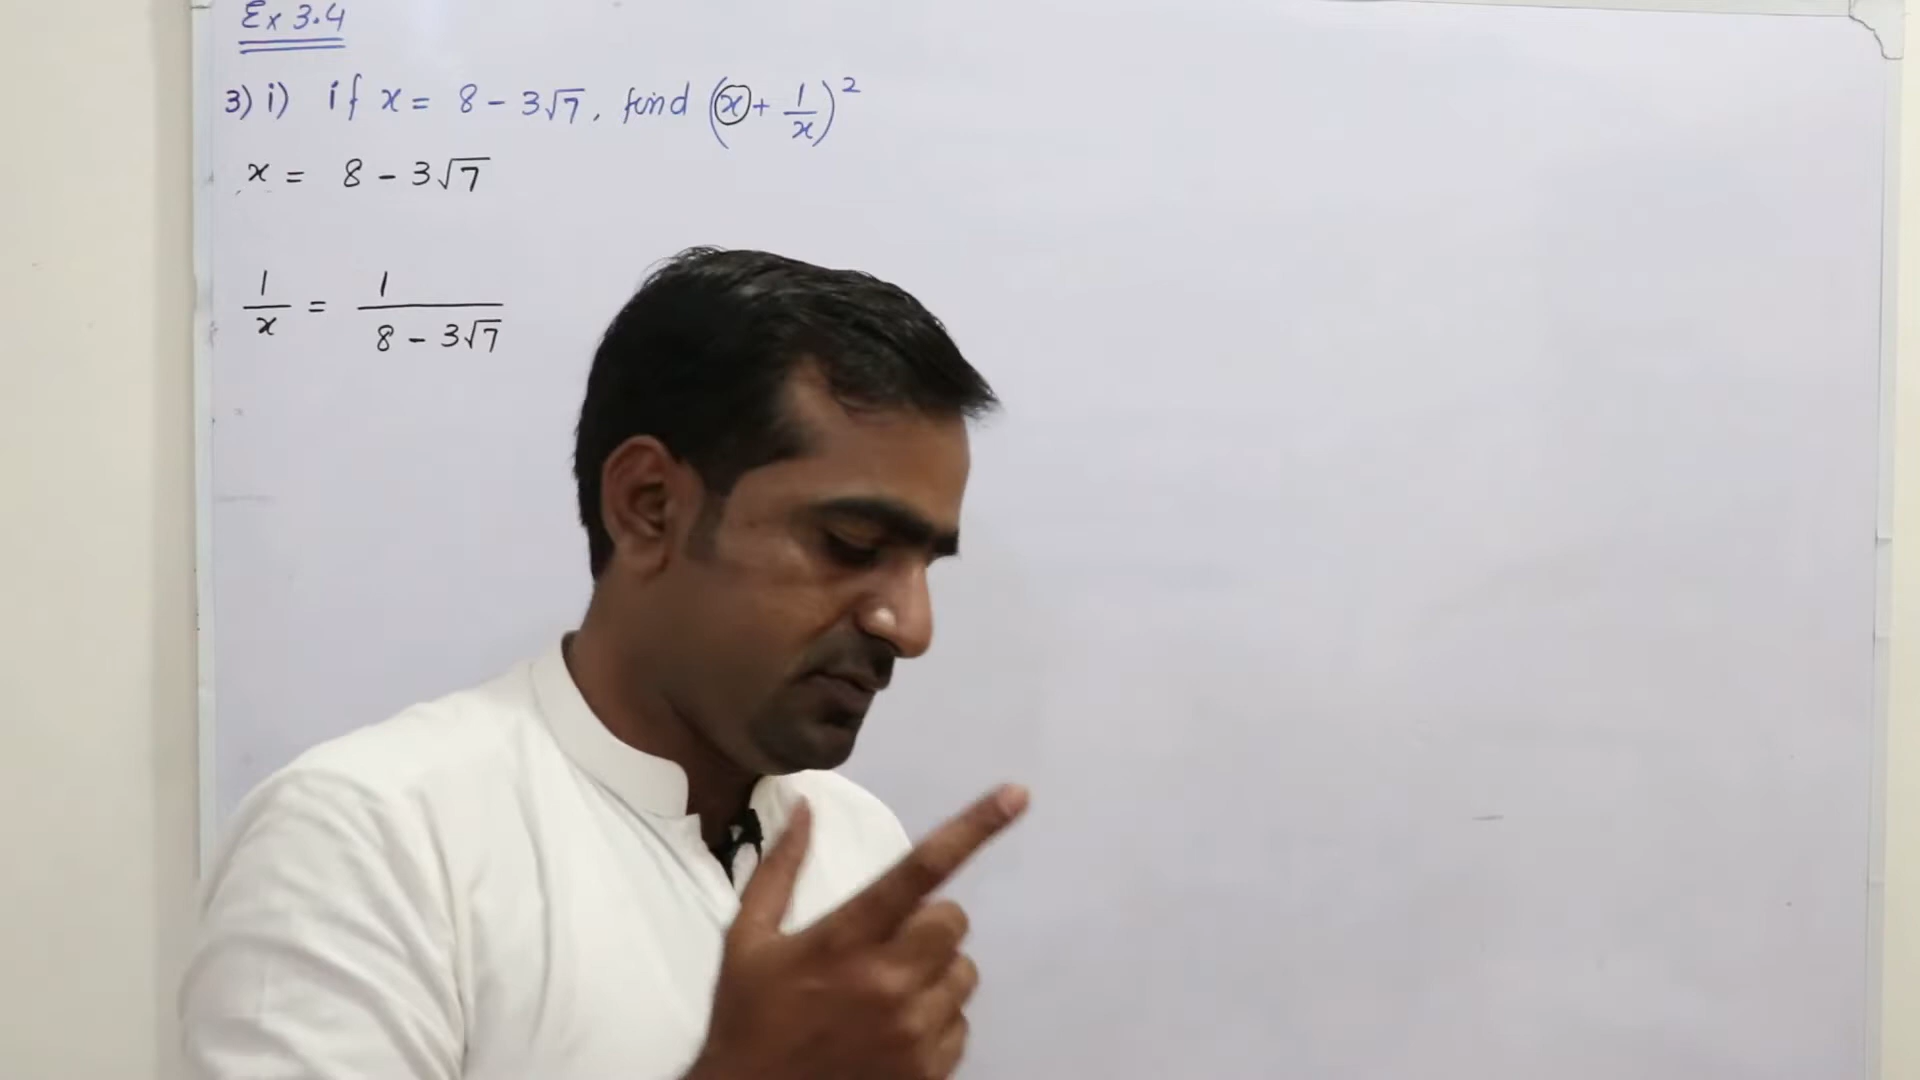 Ex 3.4
3) i) if x = 8 - 3√7, find (x + 1/x)²
x = 8 - 3√7
1/x = 1/(8 - 3√7)